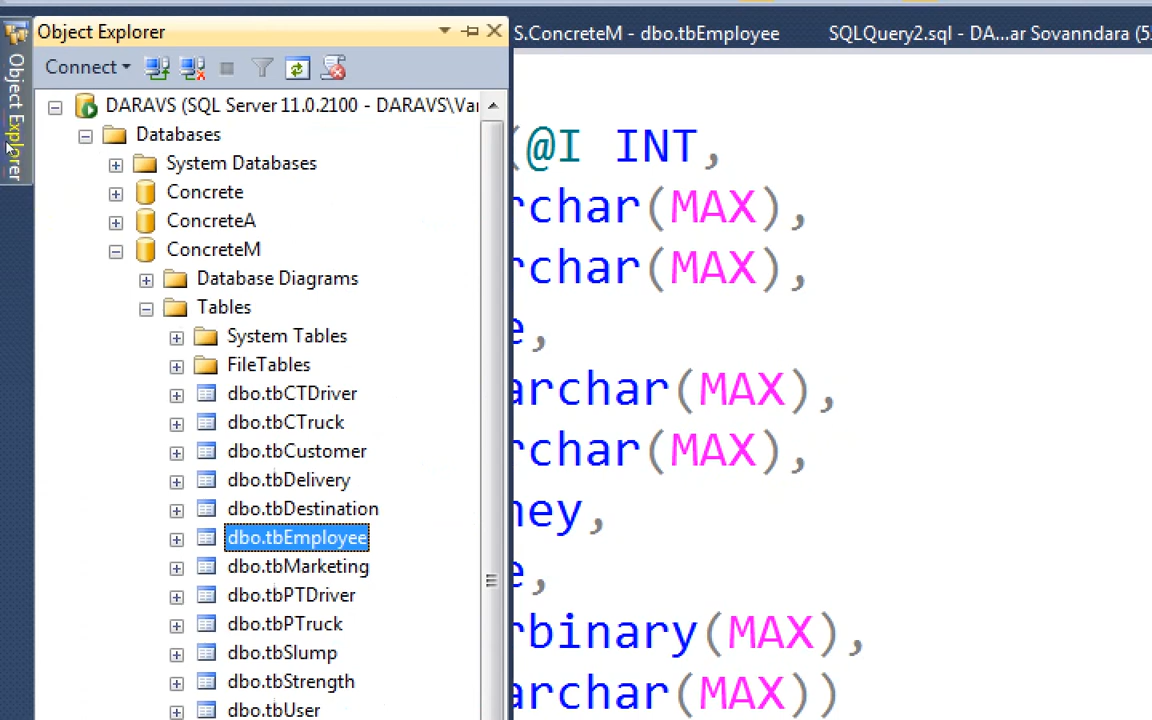 Object Explorer
Object Explorer
S.ConcreteM - dbo.tbEmployee
SQLQuery2.sql - DA...ar Sovanndara (5
Connect
DARAVS (SQL Server 11.0.2100 - DARAVS\Var
Databases
System Databases
Concrete
ConcreteA
ConcreteM
Database Diagrams
Tables
System Tables
FileTables
dbo.tbCTDriver
dbo.tbCTruck
dbo.tbCustomer
dbo.tbDelivery
dbo.tbDestination
dbo.tbEmployee
dbo.tbMarketing
dbo.tbPTDriver
dbo.tbPTruck
dbo.tbSlump
dbo.tbStrength
dbo.tbUser
(@I INT,
rchar(MAX),
rchar(MAX),
e,
archar(MAX),
rchar(MAX),
ney,
e,
rbinary(MAX),
archar(MAX))